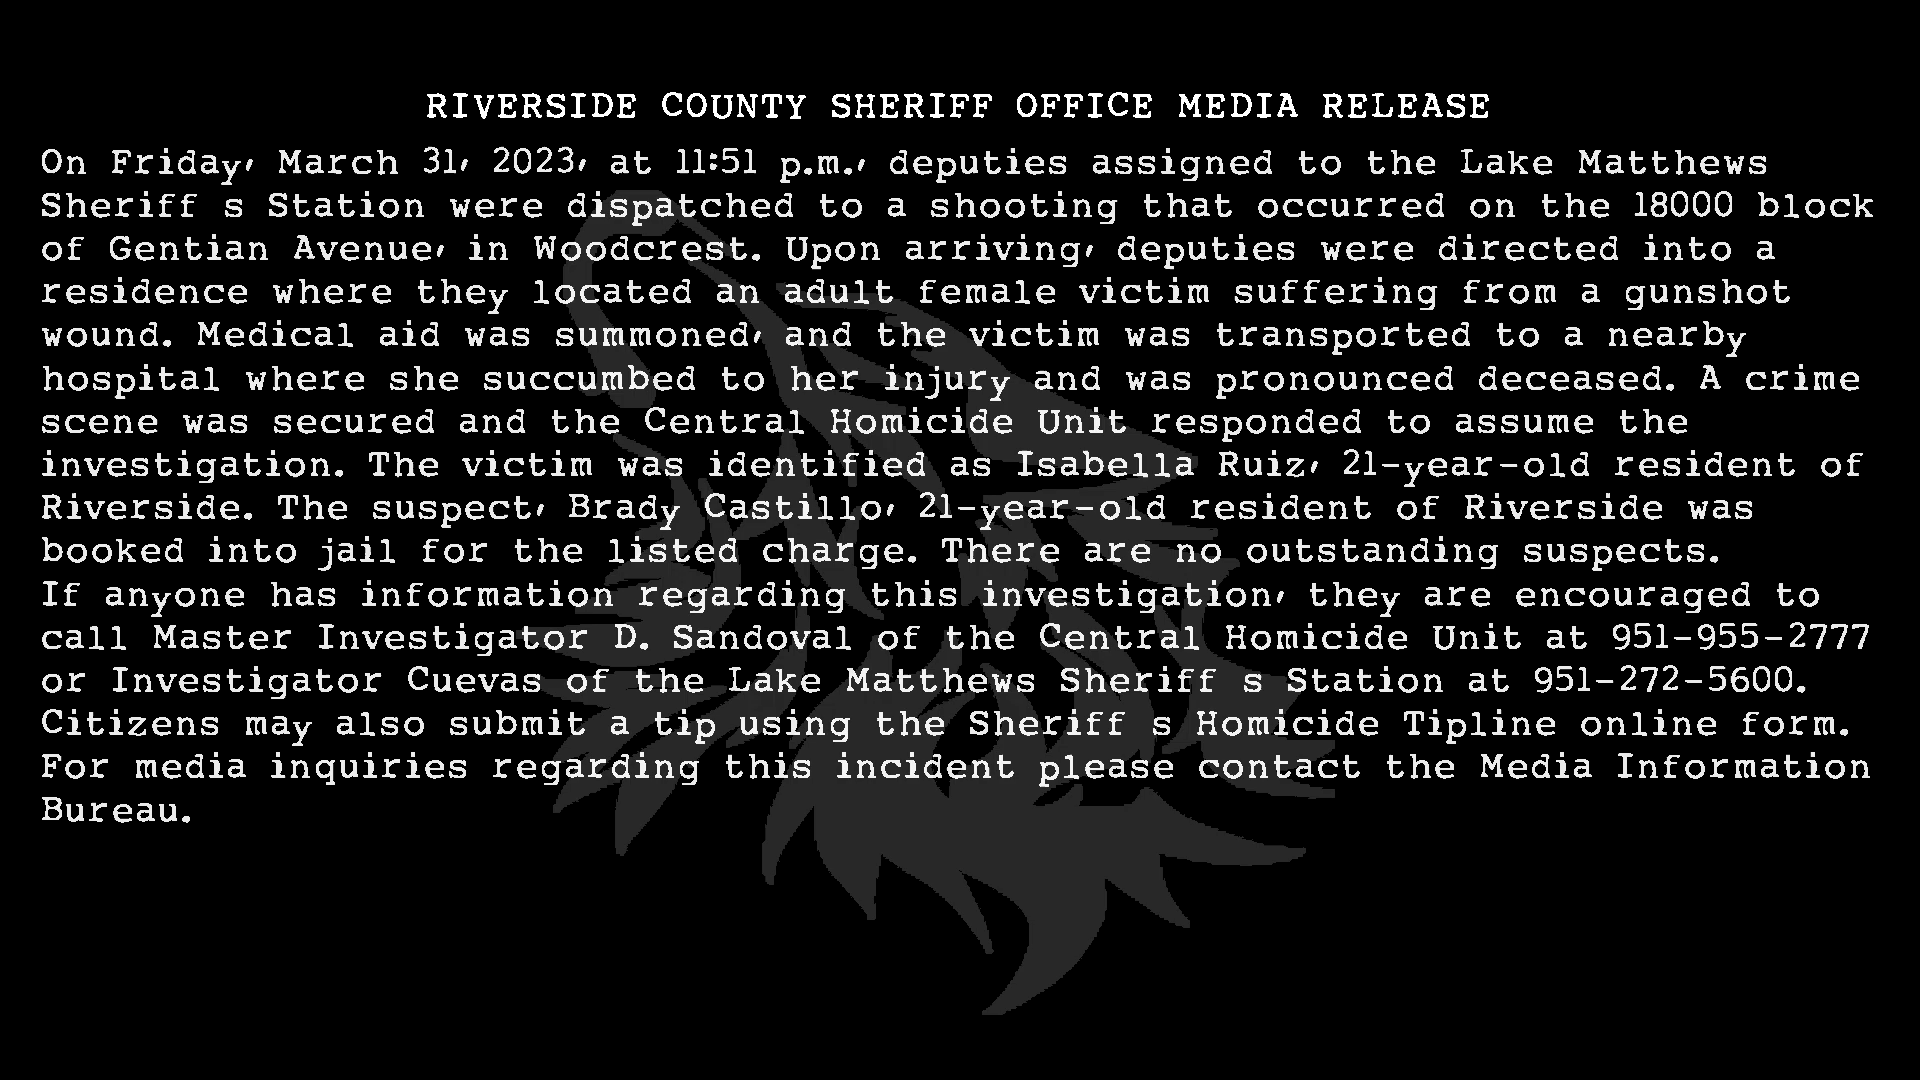 RIVERSIDE COUNTY SHERIFF OFFICE MEDIA RELEASE
On Friday, March 31, 2023, at 11:51 p.m., deputies assigned to the Lake Matthews
Sheriff s Station were dispatched to a shooting that occurred on the 18000 block
of Gentian Avenue, in Woodcrest. Upon arriving, deputies were directed into a
residence where they located an adult female victim suffering from a gunshot
wound. Medical aid was summoned, and the victim was transported to a nearby
hospital where she succumbed to her injury and was pronounced deceased. A crime
scene was secured and the Central Homicide Unit responded to assume the
investigation. The victim was identified as Isabella Ruiz, 21-year-old resident of
Riverside. The suspect, Brady Castillo, 21-year-old resident of Riverside was
booked into jail for the listed charge. There are no outstanding suspects.
If anyone has information regarding this investigation, they are encouraged to
call Master Investigator D. Sandoval of the Central Homicide Unit at 951-955-2777
or Investigator Cuevas of the Lake Matthews Sheriff s Station at 951-272-5600.
Citizens may also submit a tip using the Sheriff s Homicide Tipline online form.
For media inquiries regarding this incident please contact the Media Information
Bureau.